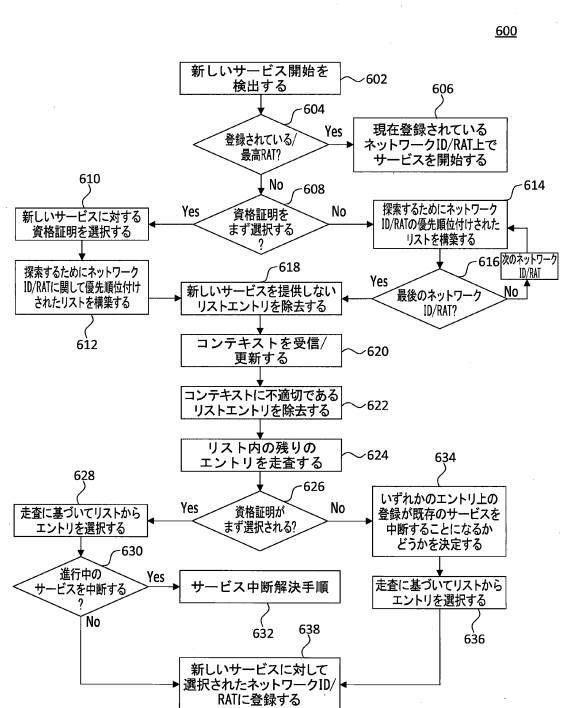 600
新しいサービス開始を
検出する
602
604
登録されている/
最高RAT?
Yes
No
606
現在登録されている
ネットワークID/RAT上で
サービスを開始する
608
資格証明を
まず選択する
?
Yes
No
610
新しいサービスに対する
資格証明を選択する
探索するためにネットワーク
ID/RATに関して優先順位付け
されたリストを構築する
612
614
探索するためにネットワーク
ID/RATの優先順位付けされた
リストを構築する
616
最後のネットワーク
ID/RAT?
Yes
No
次のネットワーク
ID/RAT
618
新しいサービスを提供しない
リストエントリを除去する
コンテキストを受信/
更新する
620
コンテキストに不適切である
リストエントリを除去する
622
リスト内の残りの
エントリを走査する
624
626
資格証明が
まず選択される?
Yes
No
628
走査に基づいてリストから
エントリを選択する
630
進行中の
サービスを中断する
?
Yes
No
サービス中断解決手順
632
634
いずれかのエントリ上の
登録が既存のサービスを
中断することになるか
どうかを決定する
走査に基づいてリストから
エントリを選択する
636
638
新しいサービスに対して
選択されたネットワークID/
RATに登録する